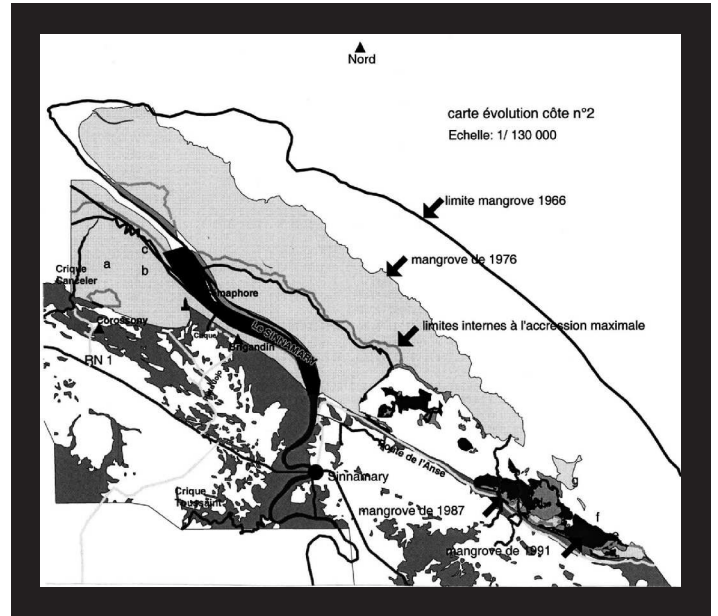 Nord
carte évolution côte n°2
Echelle: 1/ 130 000
limite mangrove 1966
mangrove de 1976
limites internes à l'accression maximale
c
a
b
Crique
Canceler
Corossony
RN 1
Brigandin
Le SINNAMARY
Route de l'Anse
Sinnamary
Crique
Toussaint
mangrove de 1987
mangrove de 1991
g
f